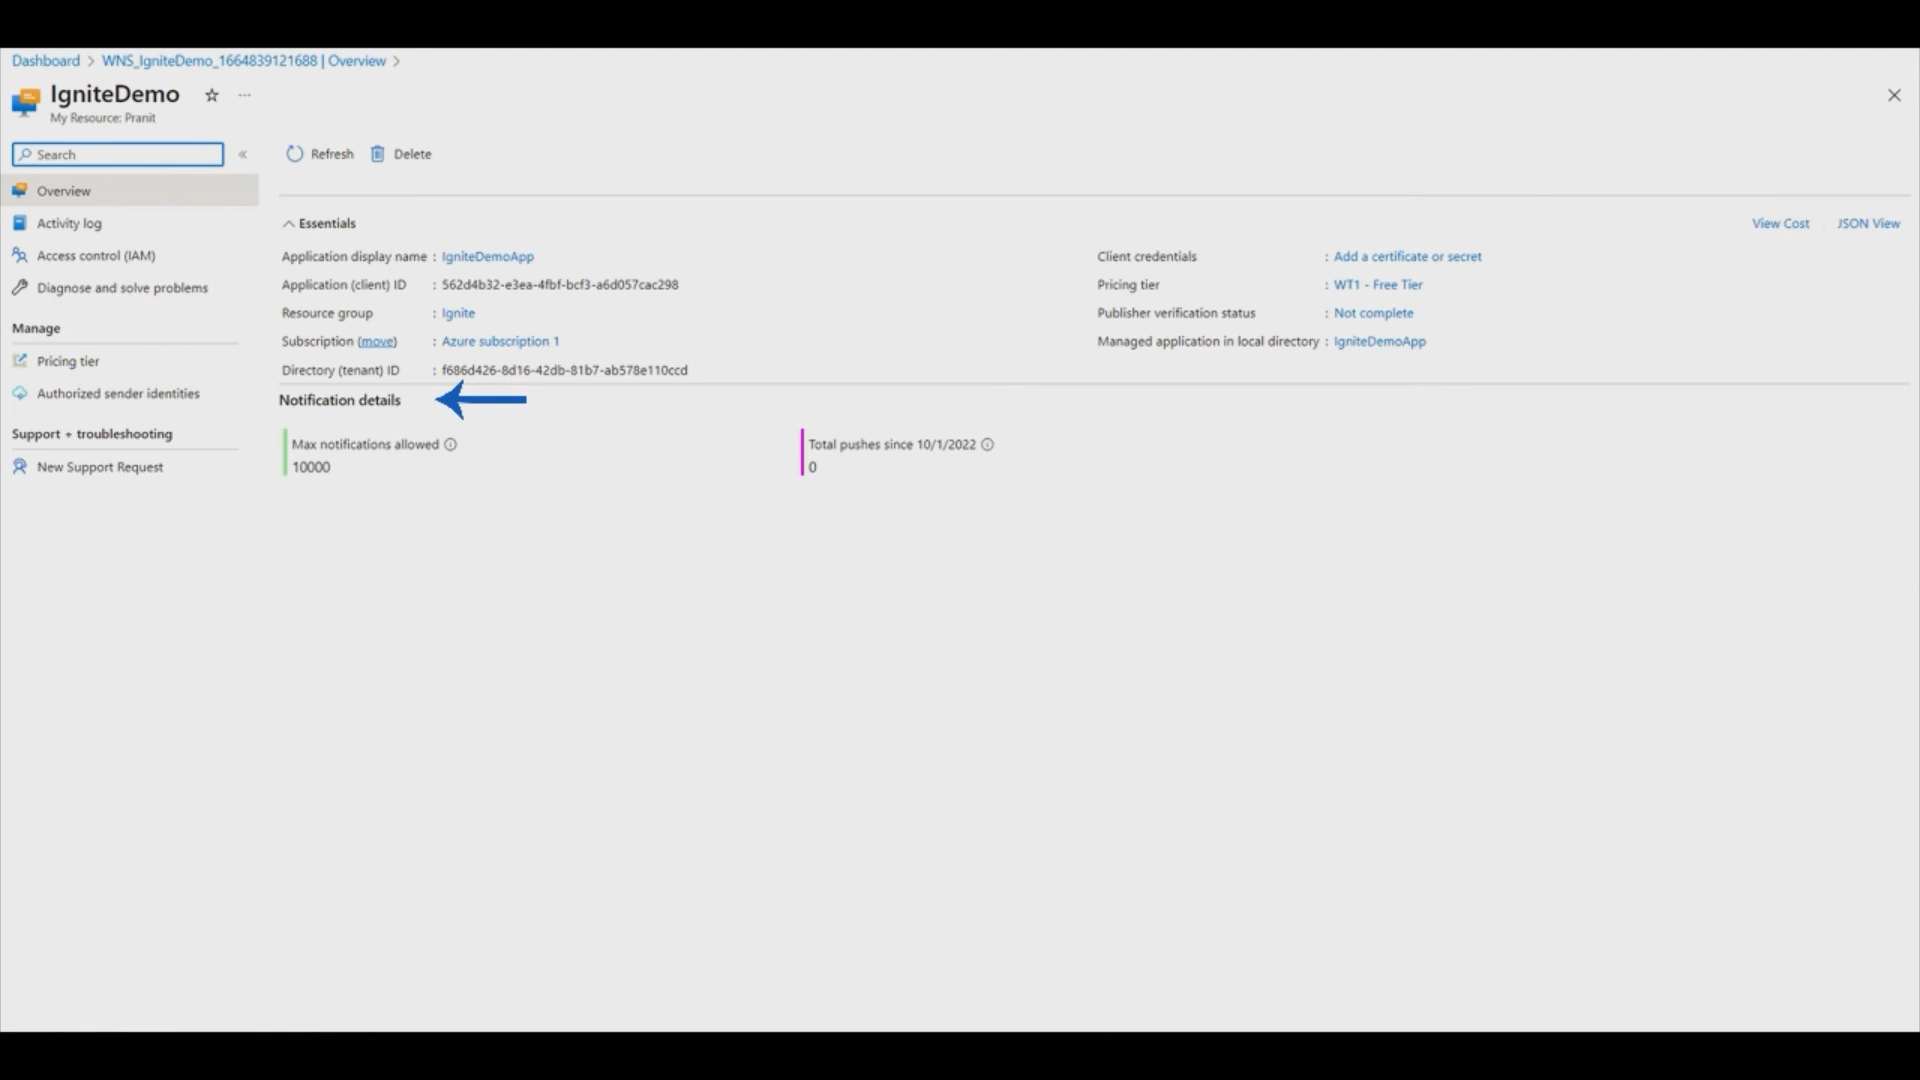 Dashboard > WNS_IgniteDemo_1664839121688 | Overview >
IgniteDemo
My Resource: Pranit
Search
Refresh Delete
Overview
Activity log
Access control (IAM)
Diagnose and solve problems
Manage
Pricing tier
Authorized sender identities
Support + troubleshooting
New Support Request
Essentials
View Cost JSON View
Application display name : IgniteDemoApp
Application (client) ID : 562d4b32-e3ea-4fbf-bcf3-a6d057cac298
Resource group : Ignite
Subscription (move) : Azure subscription 1
Directory (tenant) ID : f686d426-8d16-42db-81b7-ab578e110ccd
Client credentials : Add a certificate or secret
Pricing tier : WT1 - Free Tier
Publisher verification status : Not complete
Managed application in local directory : IgniteDemoApp
Notification details
Max notifications allowed
10000
Total pushes since 10/1/2022
0